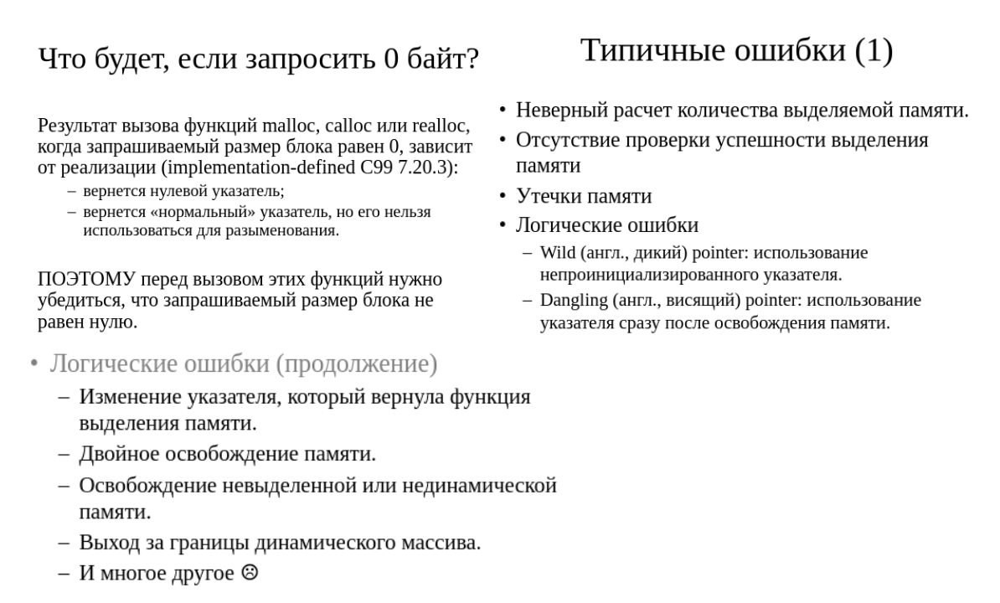 Что будет, если запросить 0 байт?
Результат вызова функций malloc, calloc или realloc,
когда запрашиваемый размер блока равен 0, зависит
от реализации (implementation-defined C99 7.20.3):
– вернется нулевой указатель;
– вернется «нормальный» указатель, но его нельзя
использоваться для разыменования.
ПОЭТОМУ перед вызовом этих функций нужно
убедиться, что запрашиваемый размер блока не
равен нулю.
Типичные ошибки (1)
• Неверный расчет количества выделяемой памяти.
• Отсутствие проверки успешности выделения
памяти
• Утечки памяти
• Логические ошибки
– Wild (англ., дикий) pointer: использование
непроинициализированного указателя.
– Dangling (англ., висящий) pointer: использование
указателя сразу после освобождения памяти.
• Логические ошибки (продолжение)
– Изменение указателя, который вернула функция
выделения памяти.
– Двойное освобождение памяти.
– Освобождение невыделенной или нединамической
памяти.
– Выход за границы динамического массива.
– И многое другое ☹